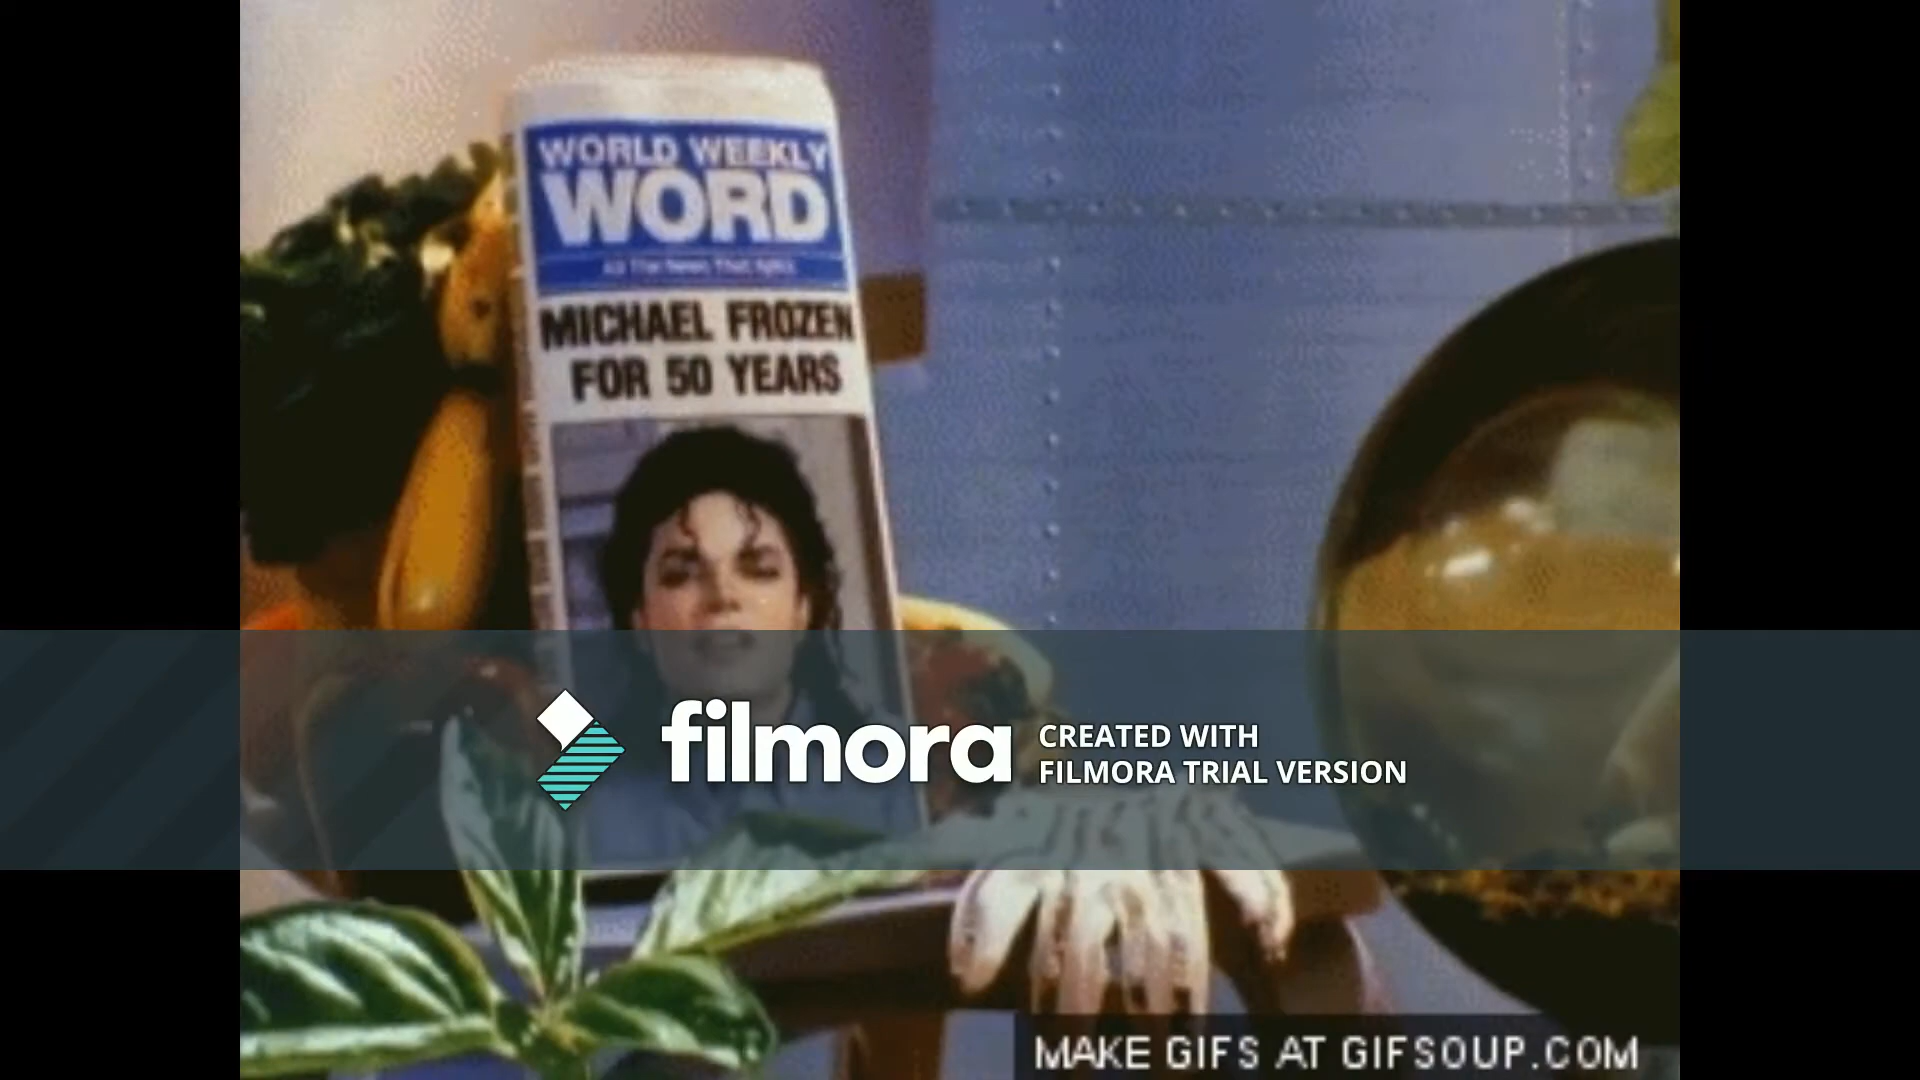 WORLD WEEKLY
WORD
MICHAEL FROZEN
FOR 50 YEARS
filmora
CREATED WITH
FILMORA TRIAL VERSION
MAKE GIFS AT GIFSOUP.COM